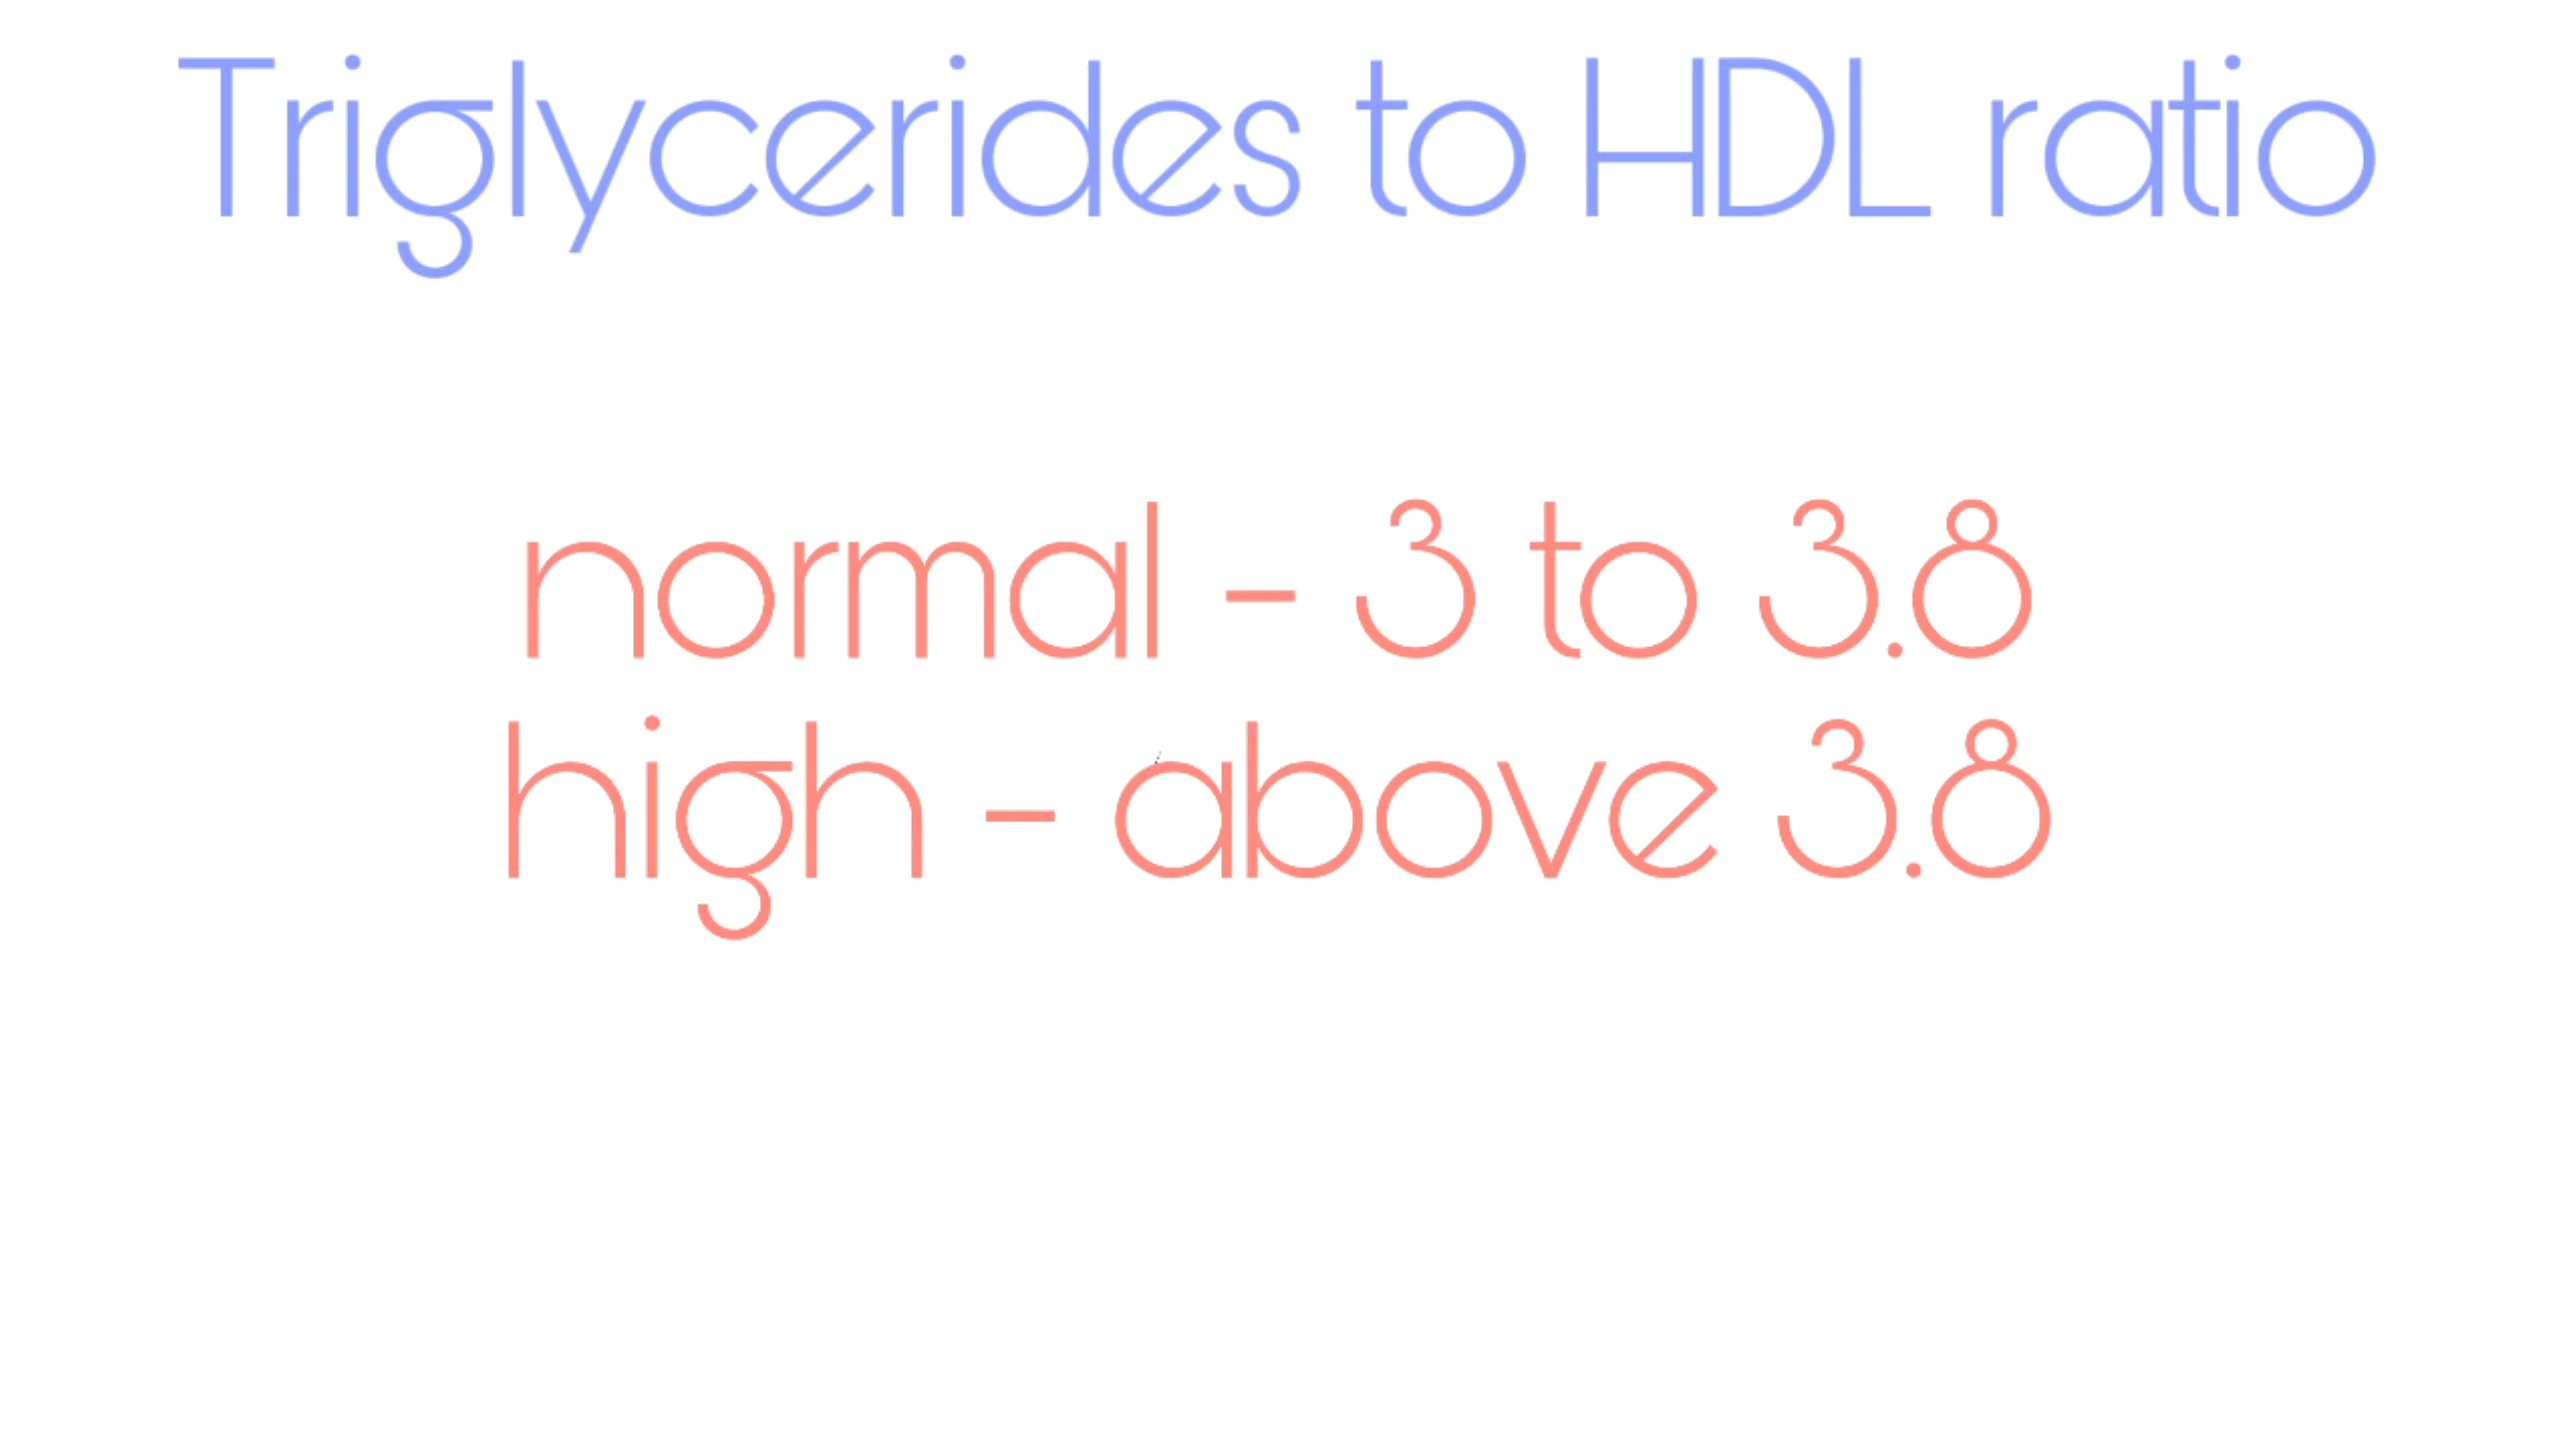 Triglycerides to HDL ratio
normal - 3 to 3.8
high - above 3.8